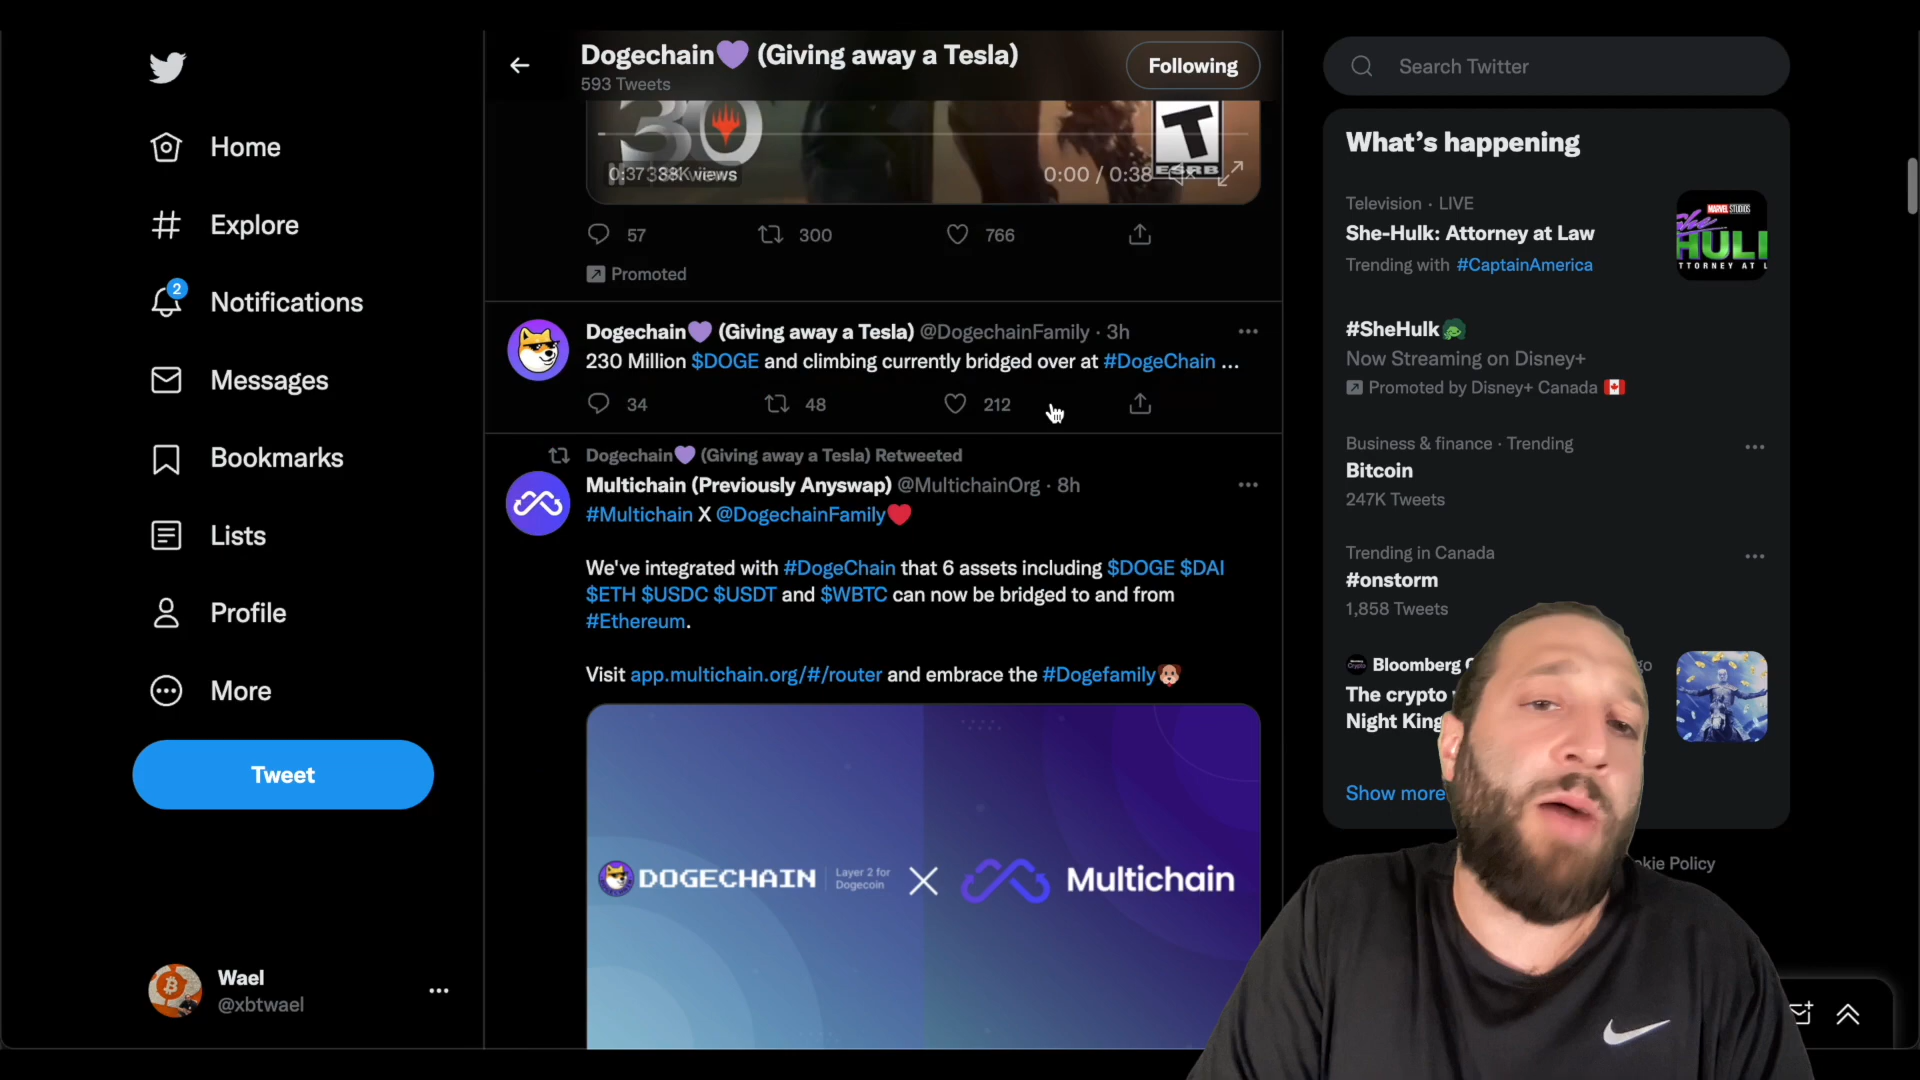 Home
Explore
2
Notifications
Messages
Bookmarks
Lists
Profile
More
Tweet
Wael
@xbtwael
Dogechain💜 (Giving away a Tesla)
593 Tweets
Following
30
T
ESRB
0:00 / 0:38
57
300
766
Promoted
Dogechain💜 (Giving away a Tesla) @DogechainFamily · 3h
230 Million $DOGE and climbing currently bridged over at #DogeChain ...
34
48
212
Dogechain💜 (Giving away a Tesla) Retweeted
Multichain (Previously Anyswap) @MultichainOrg · 8h
#Multichain X @DogechainFamily❤️
We've integrated with #DogeChain that 6 assets including $DOGE $DAI
$ETH $USDC $USDT and $WBTC can now be bridged to and from
#Ethereum.
Visit app.multichain.org/#/router and embrace the #Dogefamily🐶
DOGECHAIN
Layer 2 for
Dogecoin
Multichain
Search Twitter
What's happening
Television · LIVE
She-Hulk: Attorney at Law
Trending with #CaptainAmerica
MARVEL STUDIOS
#SheHulk
Now Streaming on Disney+
Promoted by Disney+ Canada 🇨🇦
Business & finance · Trending
Bitcoin
247K Tweets
Trending in Canada
#onstorm
1,858 Tweets
Bloomberg
The crypto
Night King
Show more
Policy